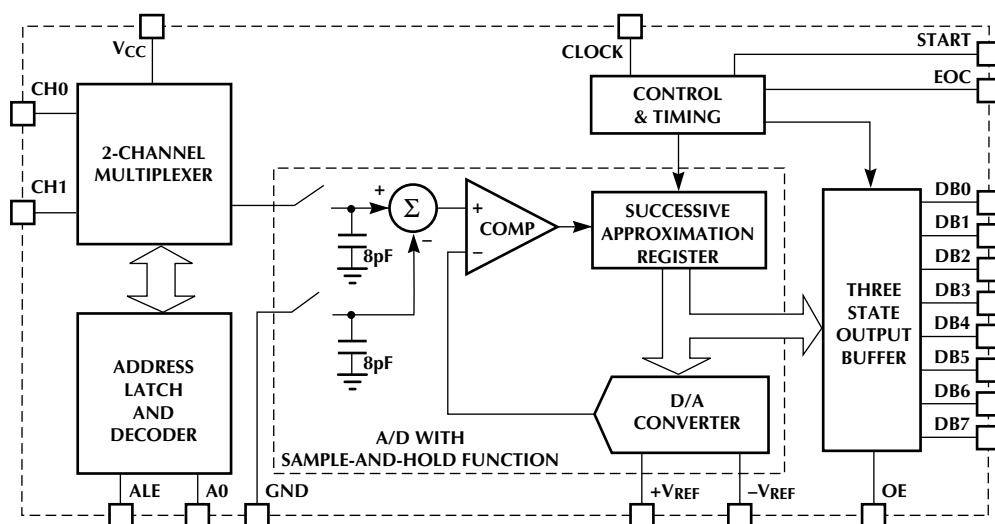 VCC
CLOCK
START
EOC
CH0
CH1
2-CHANNEL
MULTIPLEXER
CONTROL
& TIMING
+
Σ
−
8pF
8pF
+
COMP
−
SUCCESSIVE
APPROXIMATION
REGISTER
THREE
STATE
OUTPUT
BUFFER
DB0
DB1
DB2
DB3
DB4
DB5
DB6
DB7
ADDRESS
LATCH
AND
DECODER
D/A
CONVERTER
A/D WITH
SAMPLE-AND-HOLD FUNCTION
ALE
A0
GND
+VREF
–VREF
OE